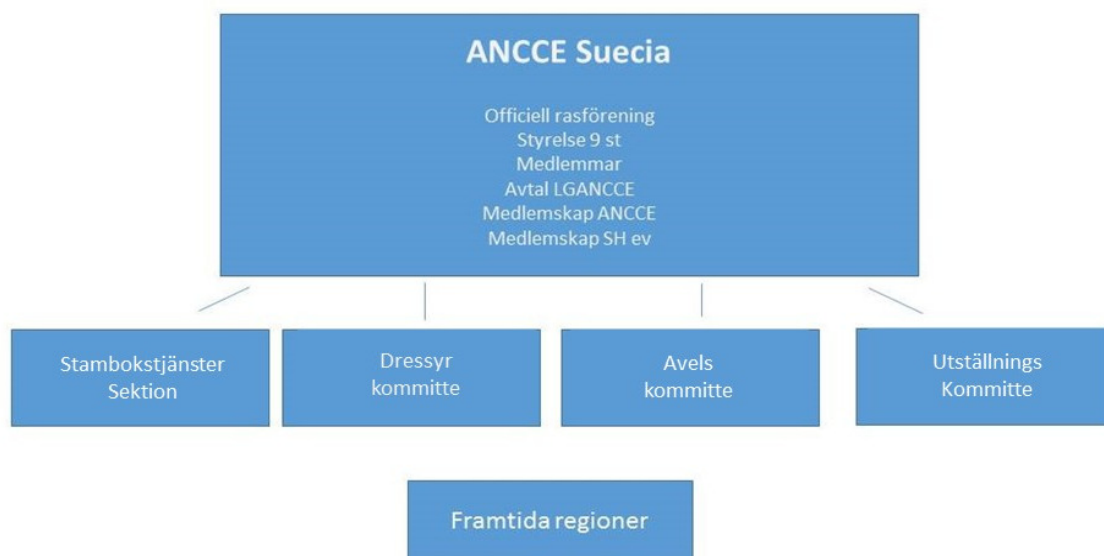 ANCCE Suecia
Officiell rasförening
Styrelse 9 st
Medlemmar
Avtal LGANCCE
Medlemskap ANCCE
Medlemskap SH ev
Stambokstjänster
Sektion
Dressyr
kommitte
Avels
kommitte
Utställnings
Kommitte
Framtida regioner